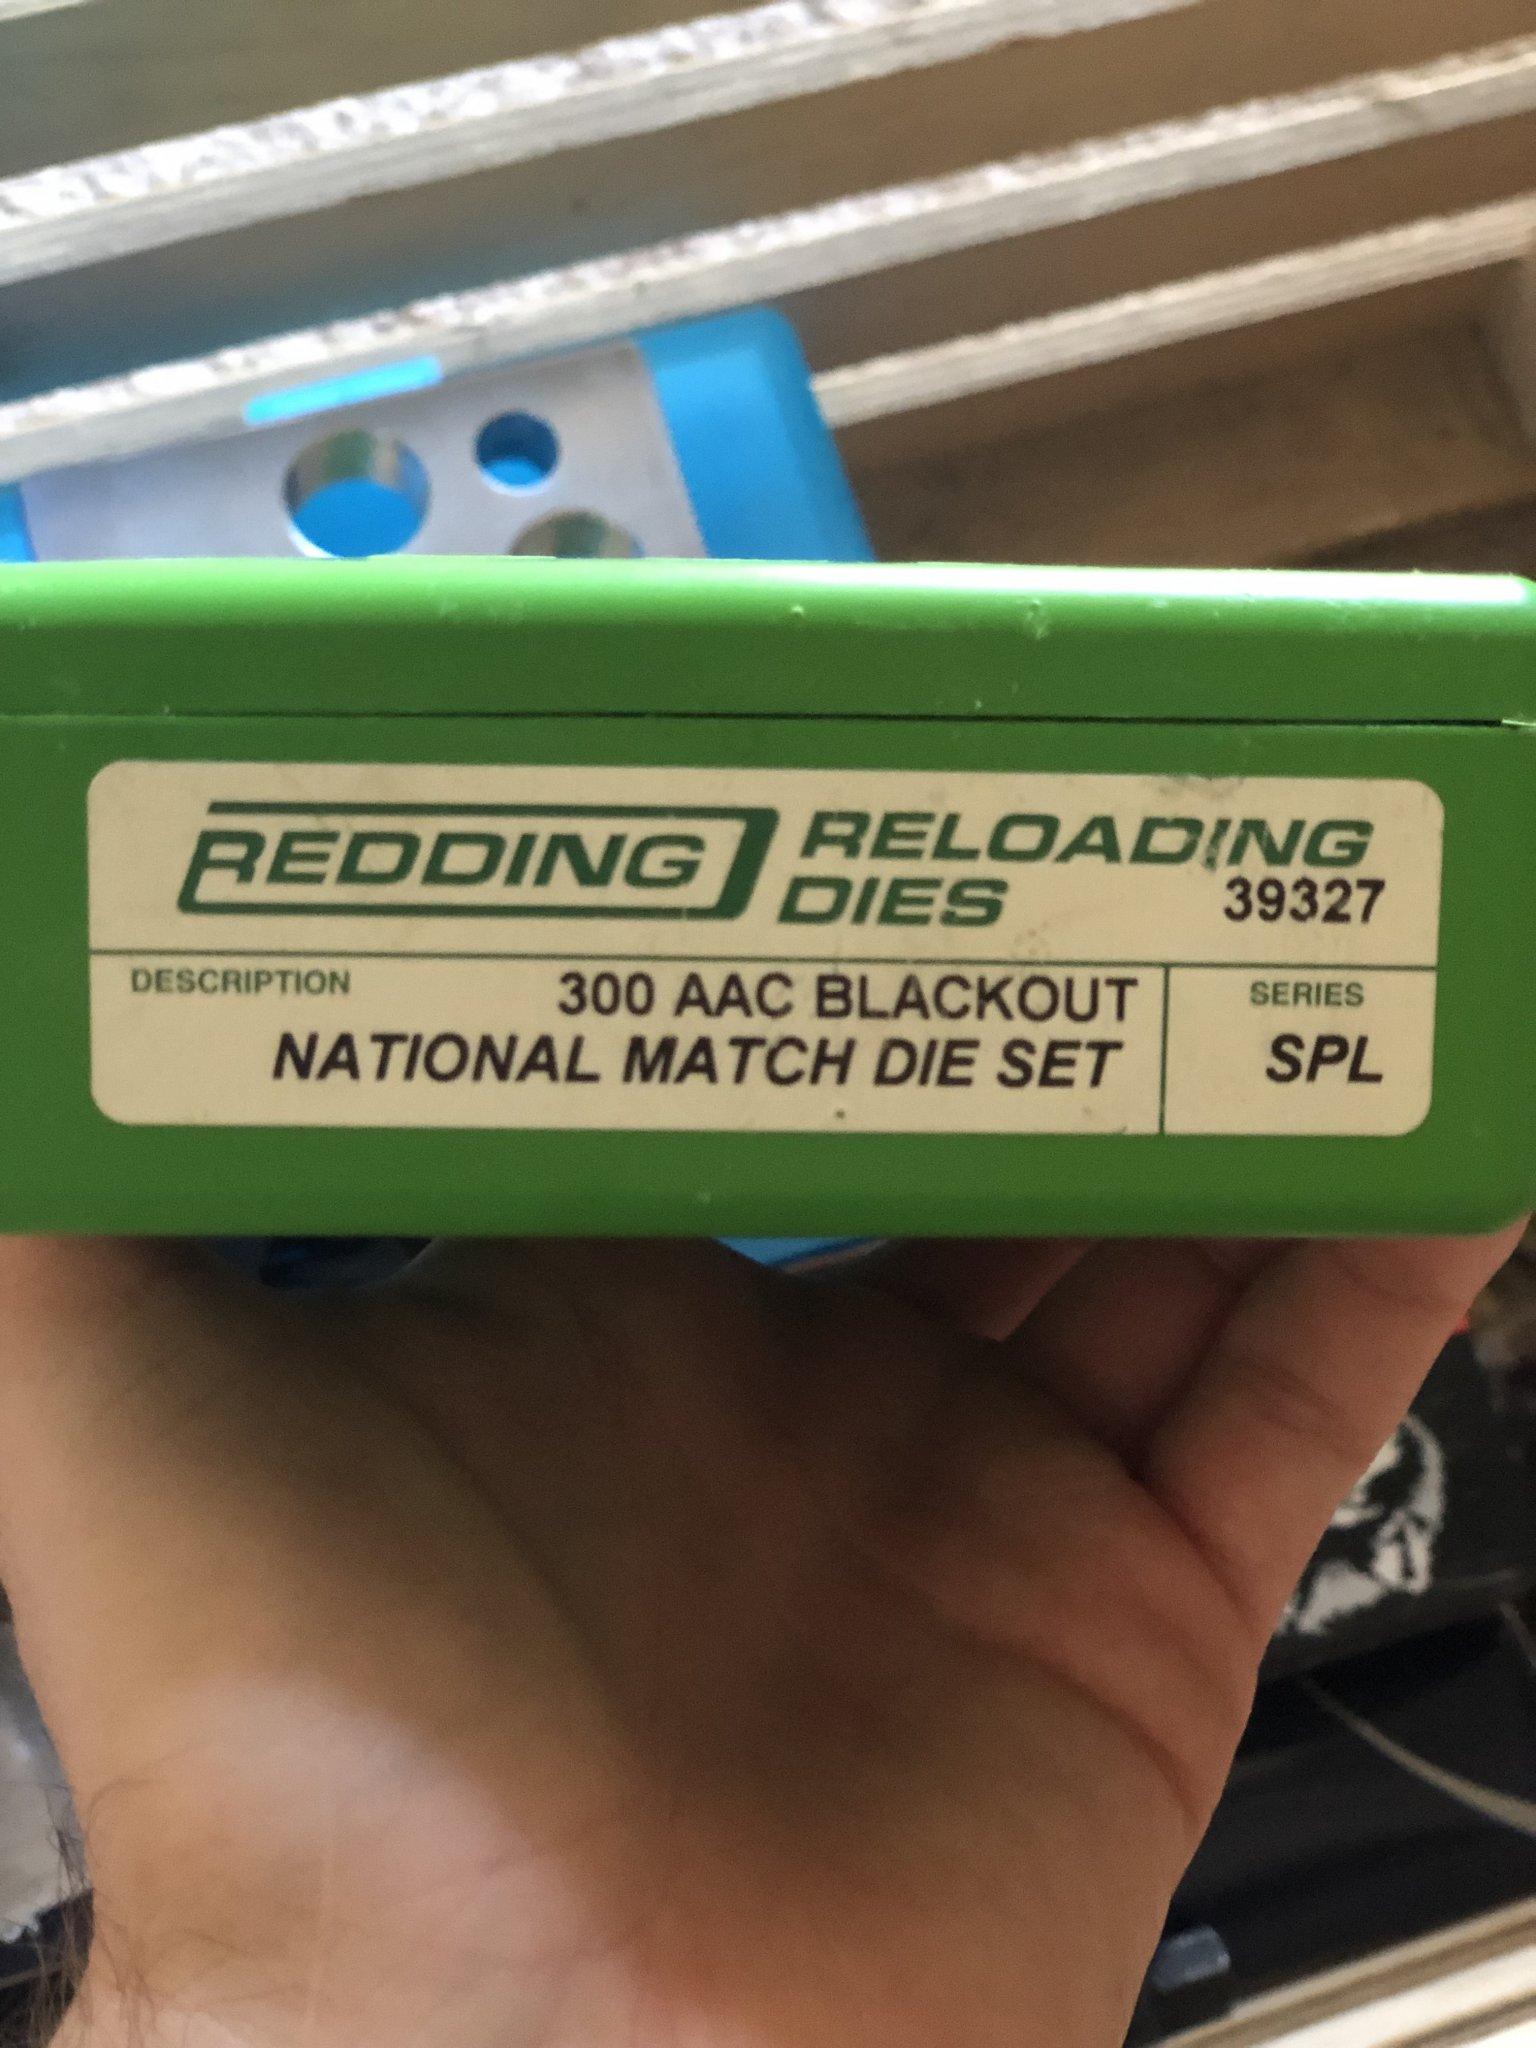 REDDING RELOADING
DIES 39327
DESCRIPTION 300 AAC BLACKOUT
NATIONAL MATCH DIE SET
SERIES
SPL